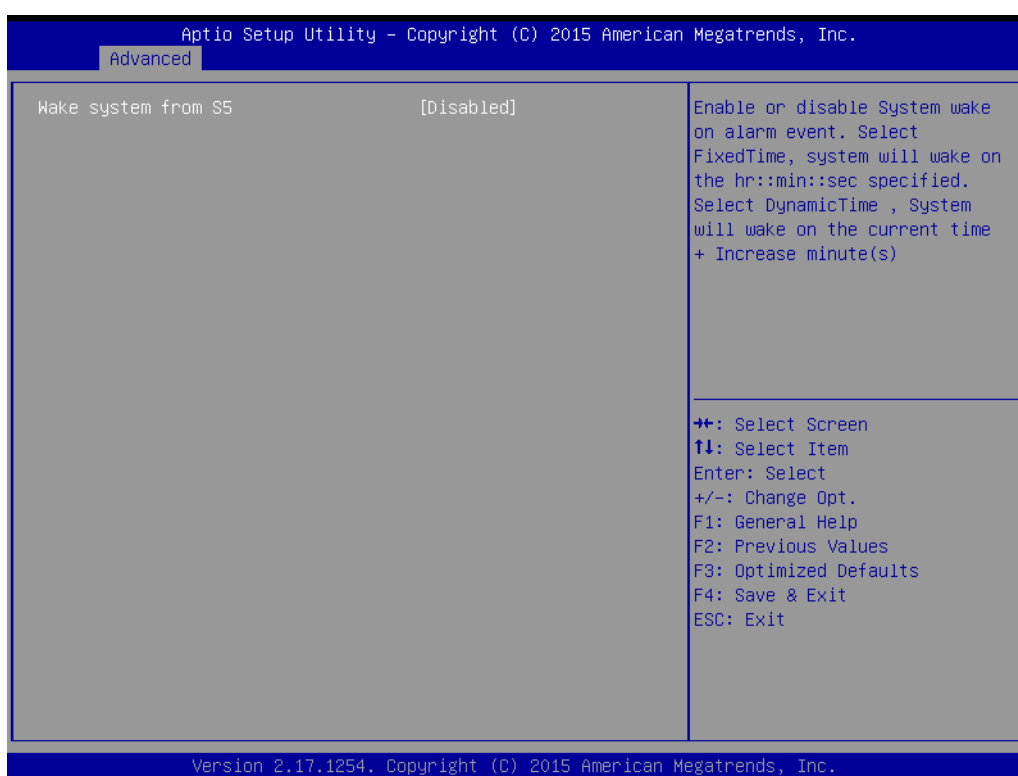 Aptio Setup Utility – Copyright (C) 2015 American Megatrends, Inc.
Advanced
Wake system from S5 [Disabled]
Enable or disable System wake
on alarm event. Select
FixedTime, system will wake on
the hr::min::sec specified.
Select DynamicTime , System
will wake on the current time
+ Increase minute(s)
→←: Select Screen
↑↓: Select Item
Enter: Select
+/-: Change Opt.
F1: General Help
F2: Previous Values
F3: Optimized Defaults
F4: Save & Exit
ESC: Exit
Version 2.17.1254. Copyright (C) 2015 American Megatrends, Inc.